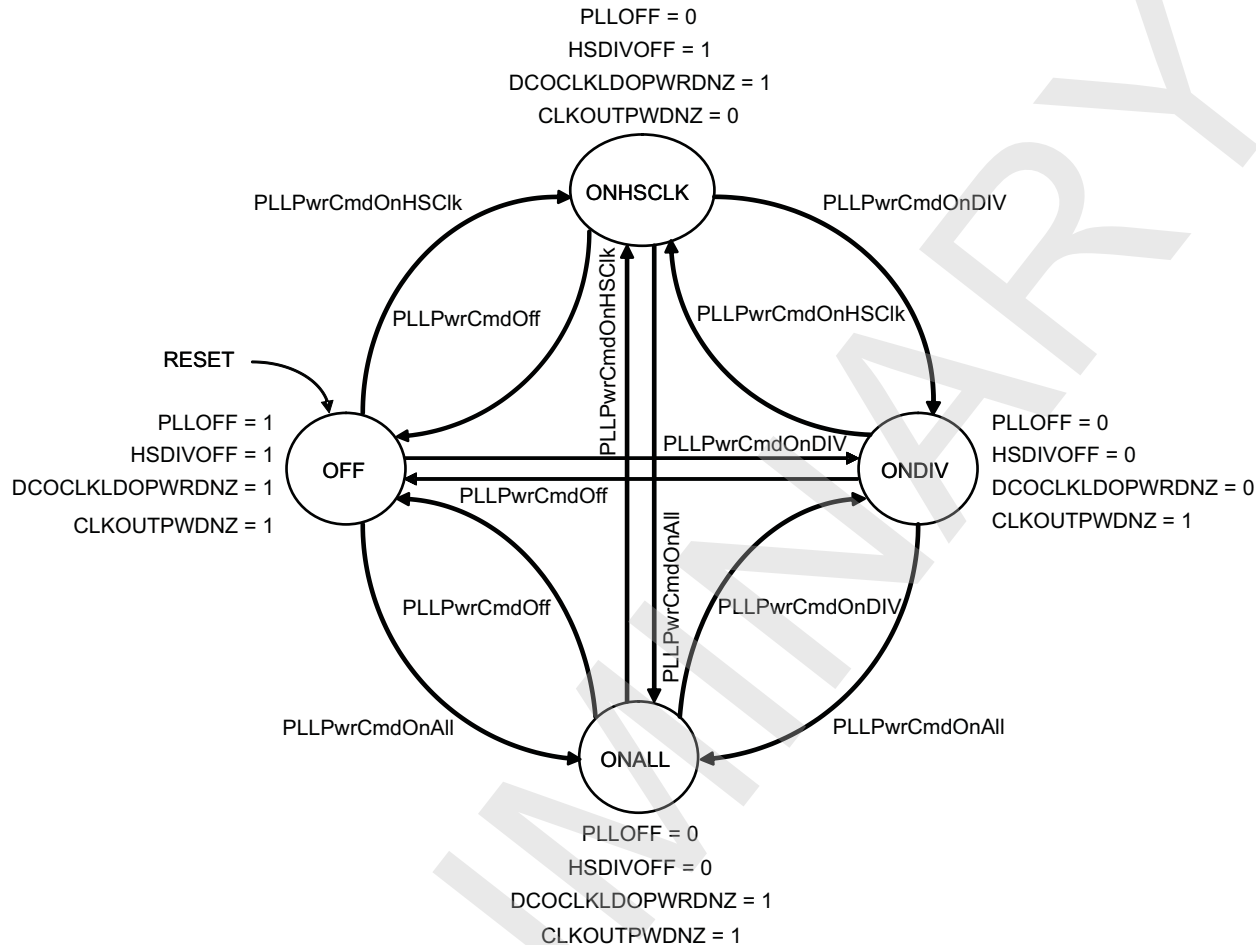 PLLOFF = 0
HSDIVOFF = 1
DCOCLKLDOPWRDNZ = 1
CLKOUTPWDNZ = 0
ONHSCLK
PLLPwrCmdOnHSClk
PLLPwrCmdOnDIV
PLLPwrCmdOff
PLLPwrCmdOnHSClk
PLLPwrCmdOnHSClk
RESET
PLLOFF = 1
HSDIVOFF = 1
DCOCLKLDOPWRDNZ = 1
CLKOUTPWDNZ = 1
OFF
PLLPwrCmdOnDIV
PLLPwrCmdOff
ONDIV
PLLOFF = 0
HSDIVOFF = 0
DCOCLKLDOPWRDNZ = 0
CLKOUTPWDNZ = 1
PLLPwrCmdOff
PLLPwrCmdOnAll
PLLPwrCmdOnDIV
PLLPwrCmdOnAll
PLLPwrCmdOnAll
ONALL
PLLOFF = 0
HSDIVOFF = 0
DCOCLKLDOPWRDNZ = 1
CLKOUTPWDNZ = 1
IMINARY